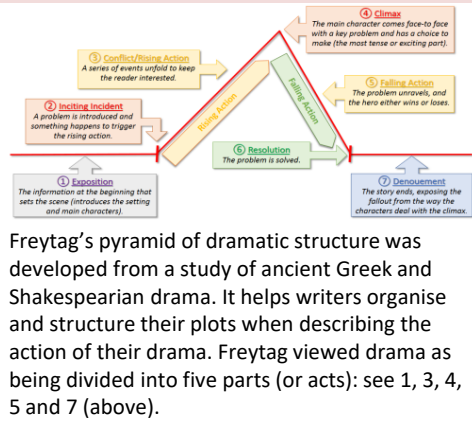 ④ Climax
The main character comes face-to face
with a key problem and has a choice to
make (the most tense or exciting part).
③ Conflict/Rising Action
A series of events unfold to keep
the reader interested.
⑤ Falling Action
The problem unravels, and
the hero either wins or loses.
② Inciting Incident
A problem is introduced and
something happens to trigger
the rising action.
Rising Action
Falling Action
⑥ Resolution
The problem is solved.
① Exposition
The information at the beginning that
sets the scene (introduces the setting
and main characters).
⑦ Denouement
The story ends, exposing the
fallout from the way the
characters deal with the climax.
Freytag’s pyramid of dramatic structure was
developed from a study of ancient Greek and
Shakespearian drama. It helps writers organise
and structure their plots when describing the
action of their drama. Freytag viewed drama as
being divided into five parts (or acts): see 1, 3, 4,
5 and 7 (above).